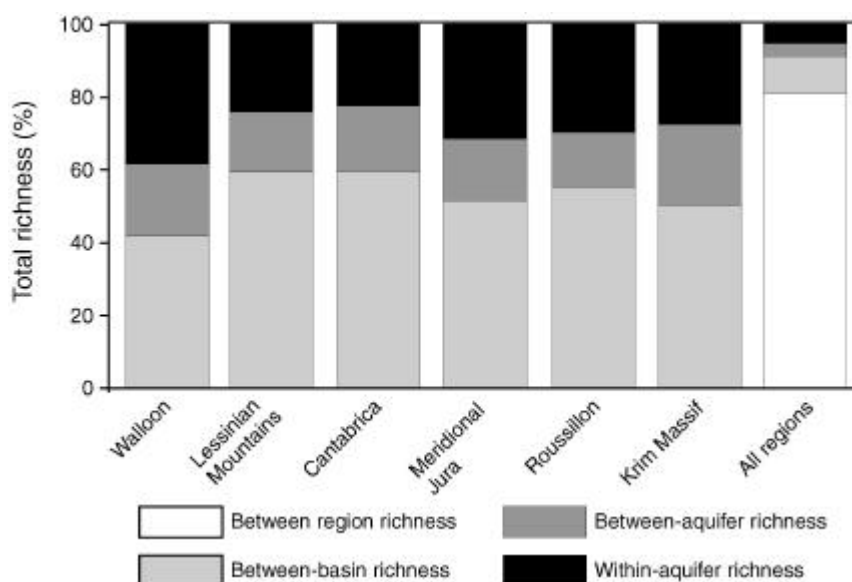 Total richness (%)
100
80
60
40
20
0
Walloon
Lessinian
Mountains
Cantabrica
Meridional
Jura
Roussillon
Krim Massif
All regions
Between region richness
Between-aquifer richness
Between-basin richness
Within-aquifer richness